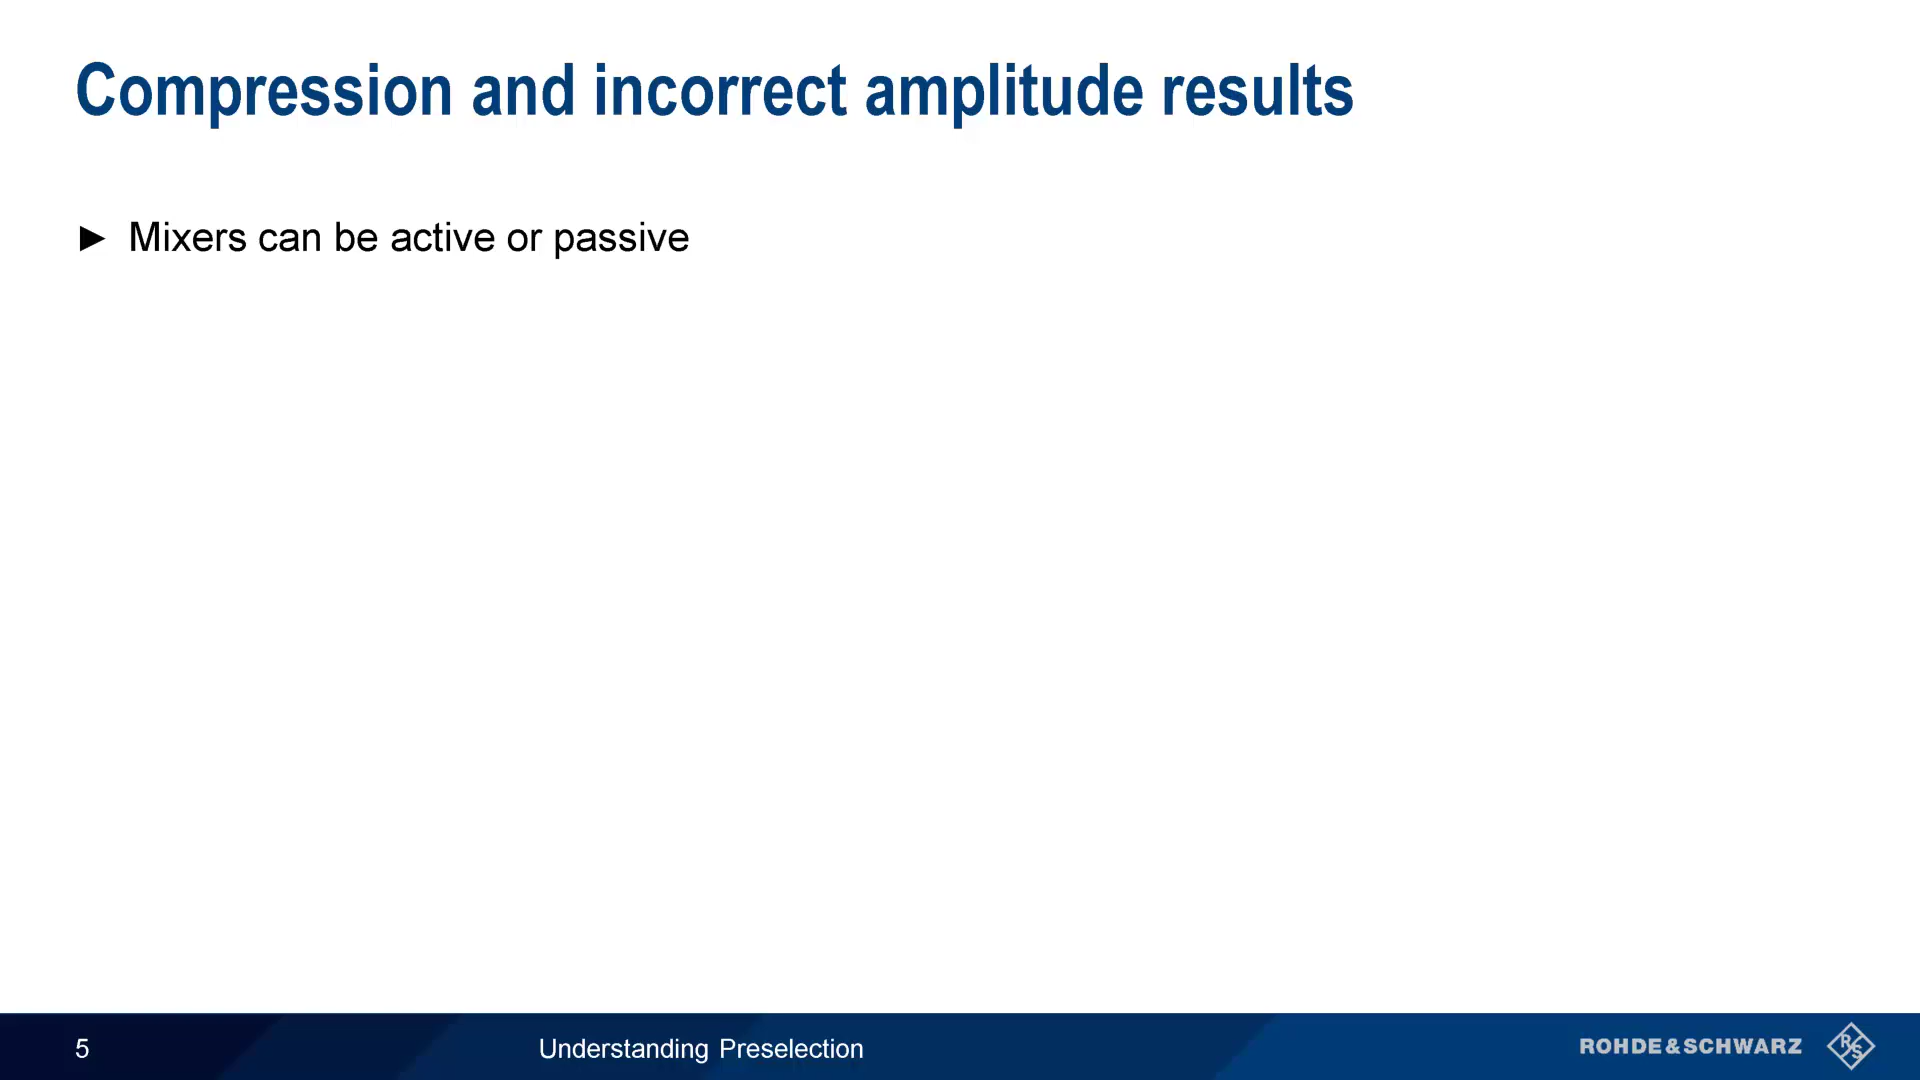 Compression and incorrect amplitude results
► Mixers can be active or passive
5
Understanding Preselection
ROHDE&SCHWARZ
R&S